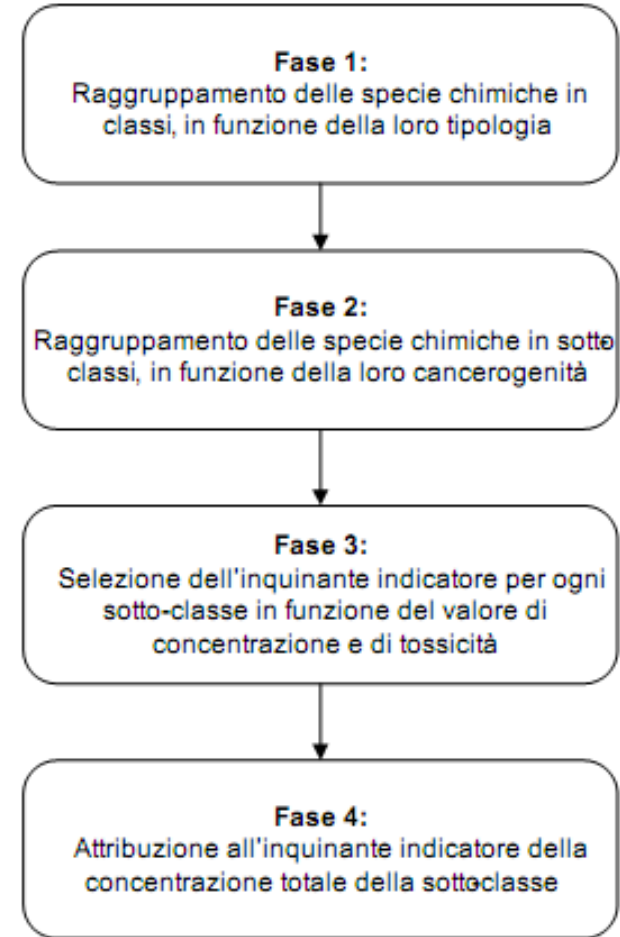 Fase 1:
Raggruppamento delle specie chimiche in
classi, in funzione della loro tipologia
Fase 2:
Raggruppamento delle specie chimiche in sotto-
classi, in funzione della loro cancerogenità
Fase 3:
Selezione dell'inquinante indicatore per ogni
sotto-classe in funzione del valore di
concentrazione e di tossicità
Fase 4:
Attribuzione all'inquinante indicatore della
concentrazione totale della sotto-classe